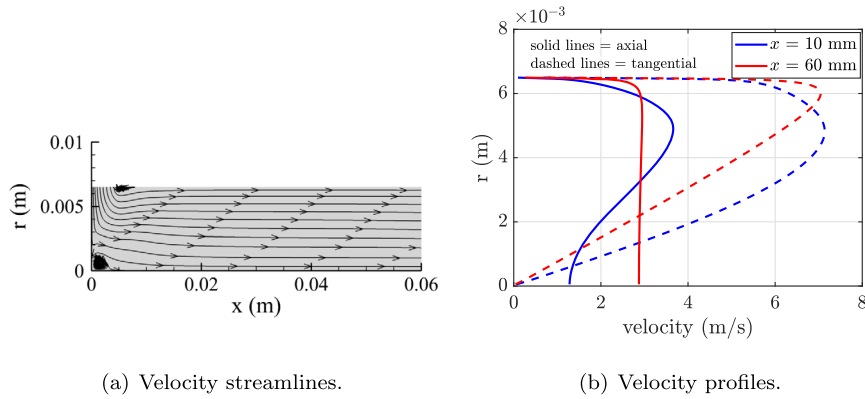 0.01
0.005
0
r (m)
0
0.02
0.04
0.06
x (m)
(a) Velocity streamlines.
×10⁻³
8
6
4
2
0
r (m)
solid lines = axial
dashed lines = tangential
x = 10 mm
x = 60 mm
0
2
4
6
8
velocity (m/s)
(b) Velocity profiles.